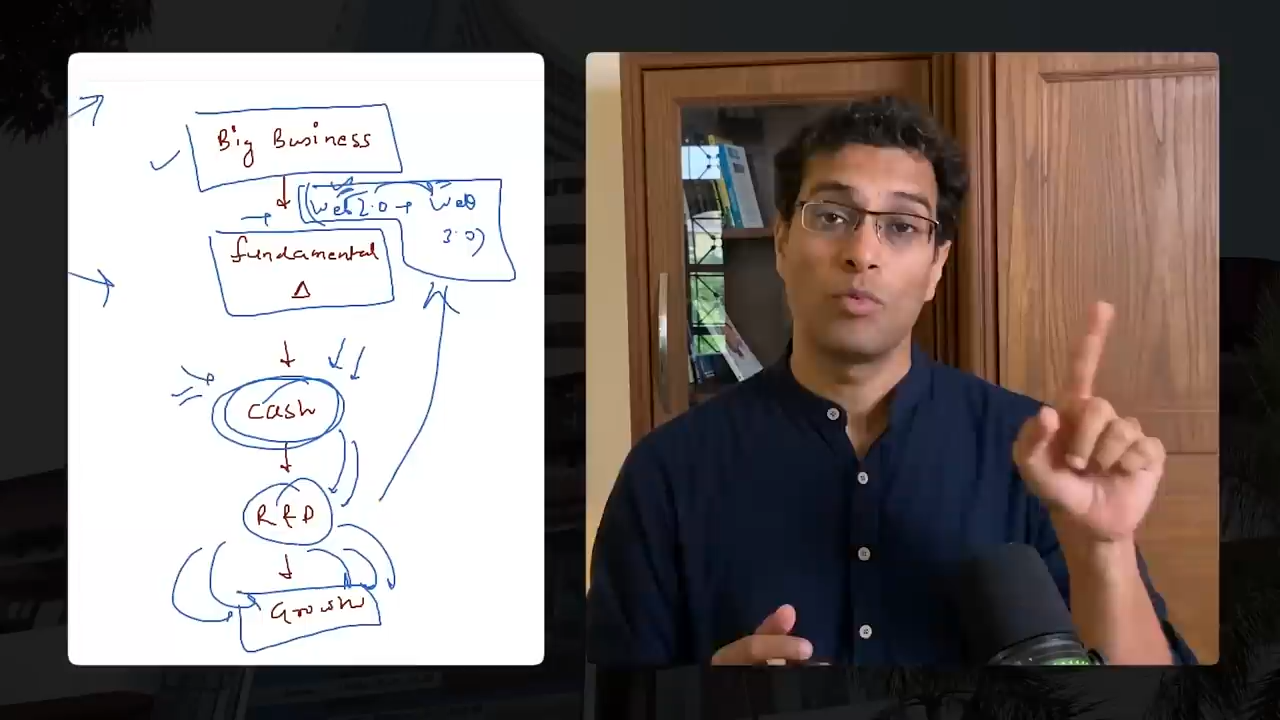 Big Business
(Web 2.0 → Web
3.0)
fundamental
Δ
Cash
R & D
Growth